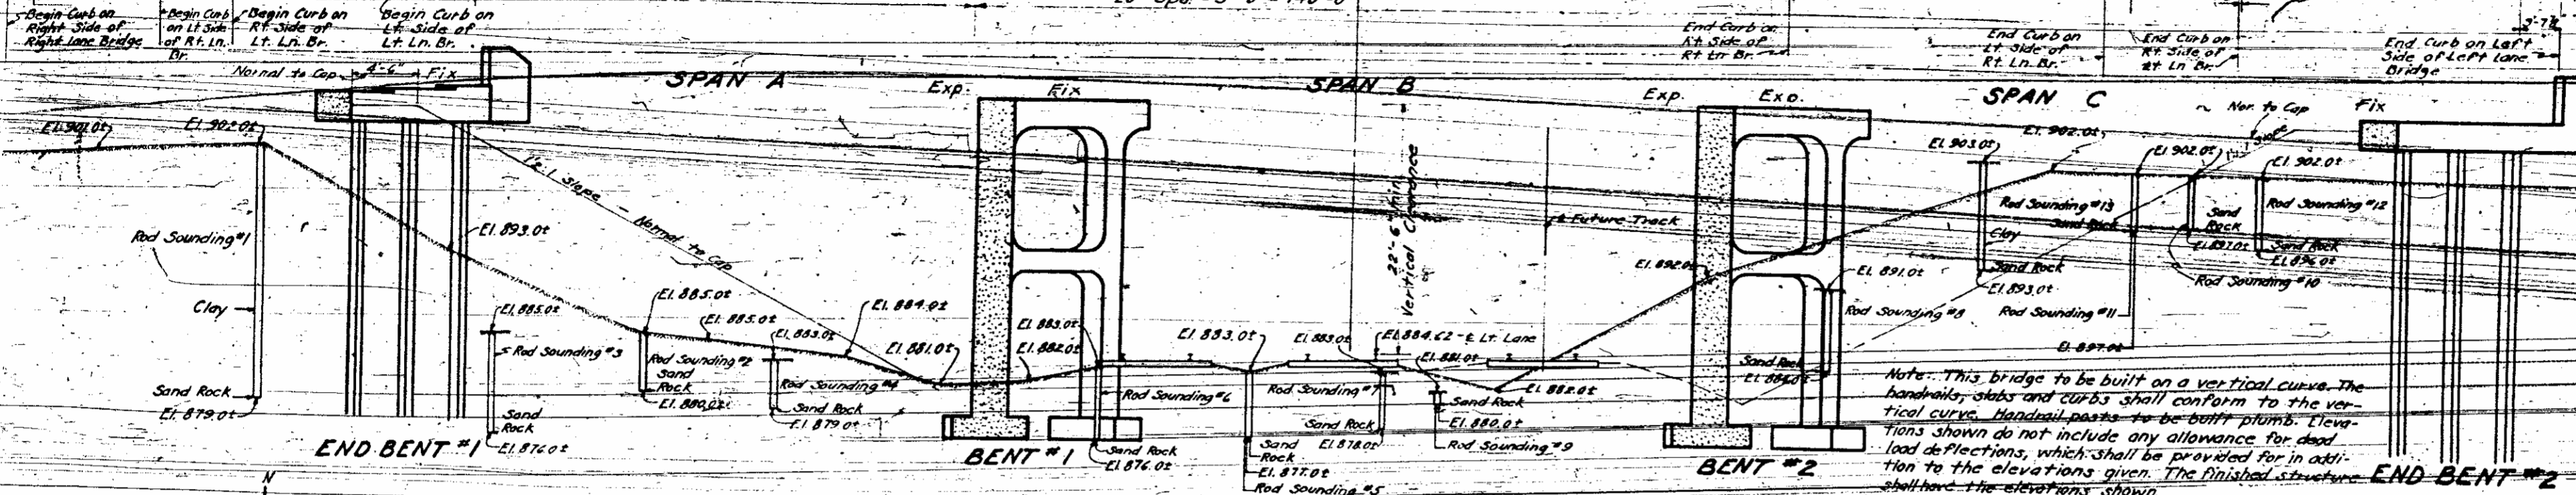 Begin Curb on
Right Side of
Right Lane Bridge
Begin Curb
on Lt. Side
of Rt. Ln.
Br.
Begin Curb on
Rt. Side of
Lt. Ln. Br.
Begin Curb on
Lt. Side of
Lt. Ln. Br.
End Curb on
Rt. Side of
Rt. Ln. Br.
End Curb on
Lt. Side of
Rt. Ln. Br.
End Curb on
Rt. Side of
Lt. Ln. Br.
End Curb on Left
Side of Left Lane
Bridge
Normal to Cap
4'-6"
Fix
SPAN A
Exp.
Fix
SPAN B
Exp.
Exp.
SPAN C
Nor. to Cap
Fix
El. 901.0±
El. 902.0±
1½:1 Slope - Normal to Cap
El. 893.0±
Rod Sounding #1
Clay
Sand Rock
El. 879.0±
El. 885.0±
Rod Sounding #3
Sand
Rock
El. 876.0±
END BENT #1
El. 885.0±
Rod Sounding #2
Sand
Rock
El. 880.0±
El. 885.0±
El. 883.0±
Rod Sounding #4
Sand Rock
El. 879.0±
El. 884.0±
El. 881.0±
El. 883.0±
El. 882.0±
BENT #1
Rod Sounding #6
Sand Rock
El. 876.0±
El. 883.0±
Sand
Rock
El. 877.0±
Rod Sounding #5
22'-6" Min.
Vertical Clearance
El. 883.0±
El. 884.62 - ℄ Lt. Lane
Rod Sounding #7
Sand Rock
El. 878.0±
El. 881.0±
Sand Rock
El. 880.0±
Rod Sounding #9
℄ Future Track
El. 882.0±
El. 892.0±
El. 891.0±
Rod Sounding #8
Sand Rock
BENT #2
El. 903.0±
Rod Sounding #13
Clay
Sand Rock
El. 893.0±
El. 902.0±
El. 902.0±
Sand Rock
Rod Sounding #11
El. 897.0±
Sand
Rock
El. 897.0±
Rod Sounding #10
El. 902.0±
Rod Sounding #12
Sand Rock
El. 896.0±
Note: This bridge to be built on a vertical curve. The
handrails, slabs and curbs shall conform to the ver-
tical curve. Handrail posts to be built plumb. Eleva-
tions shown do not include any allowance for dead
load deflections, which shall be provided for in addi-
tion to the elevations given. The finished structure
shall have the elevations shown
END BENT #2
N